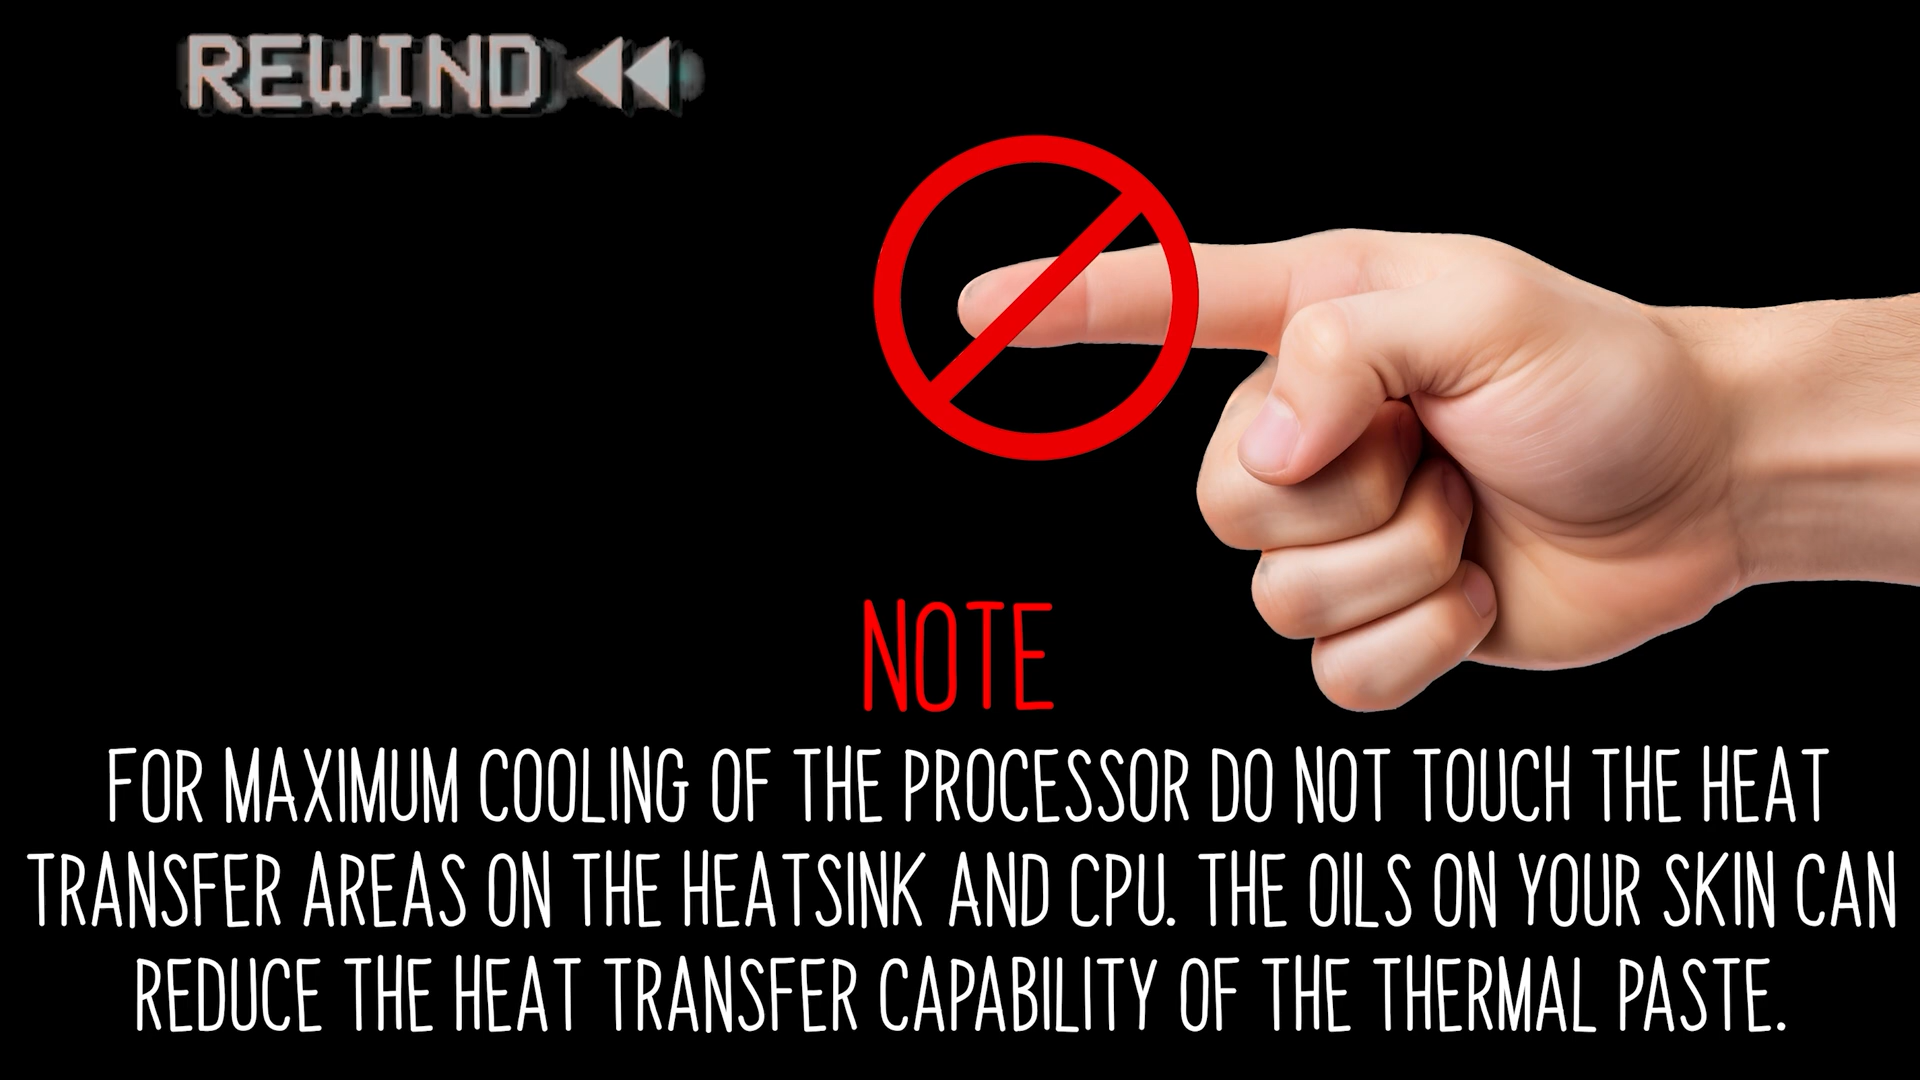 REWIND
NOTE
FOR MAXIMUM COOLING OF THE PROCESSOR DO NOT TOUCH THE HEAT
TRANSFER AREAS ON THE HEATSINK AND CPU. THE OILS ON YOUR SKIN CAN
REDUCE THE HEAT TRANSFER CAPABILITY OF THE THERMAL PASTE.